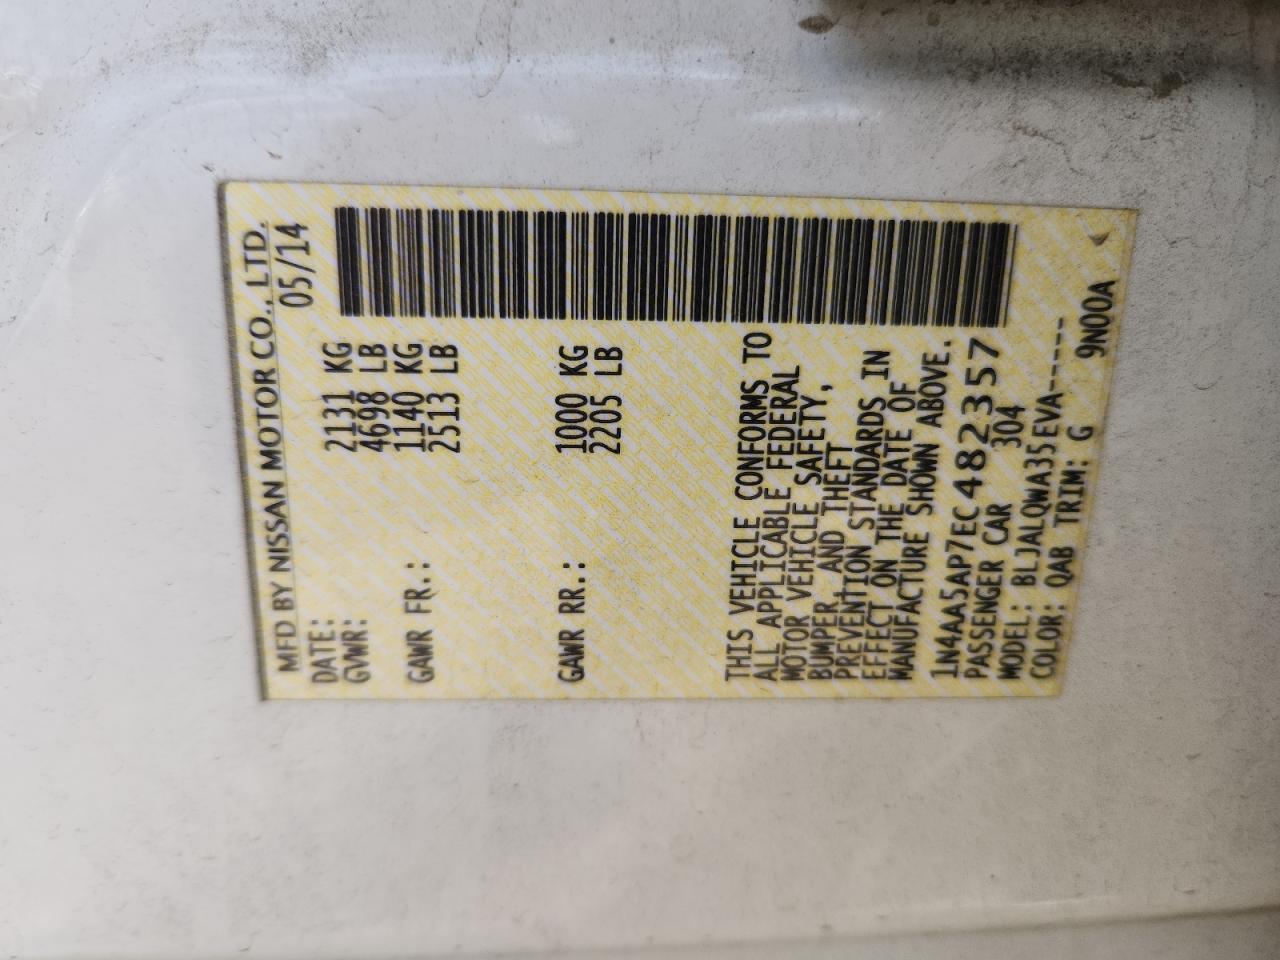 MFD BY NISSAN MOTOR CO., LTD.
DATE: 05/14
GVWR: 2131 KG
4698 LB
GAWR FR.: 1140 KG
2513 LB
GAWR RR.: 1000 KG
2205 LB
THIS VEHICLE CONFORMS TO
ALL APPLICABLE FEDERAL
MOTOR VEHICLE SAFETY,
BUMPER, AND THEFT
PREVENTION STANDARDS IN
EFFECT ON THE DATE OF
MANUFACTURE SHOWN ABOVE.
1N4AA5AP7EC482357
PASSENGER CAR 304
MODEL: BLJALQWA35EVA-----
COLOR: QAB TRIM: G 9N00A